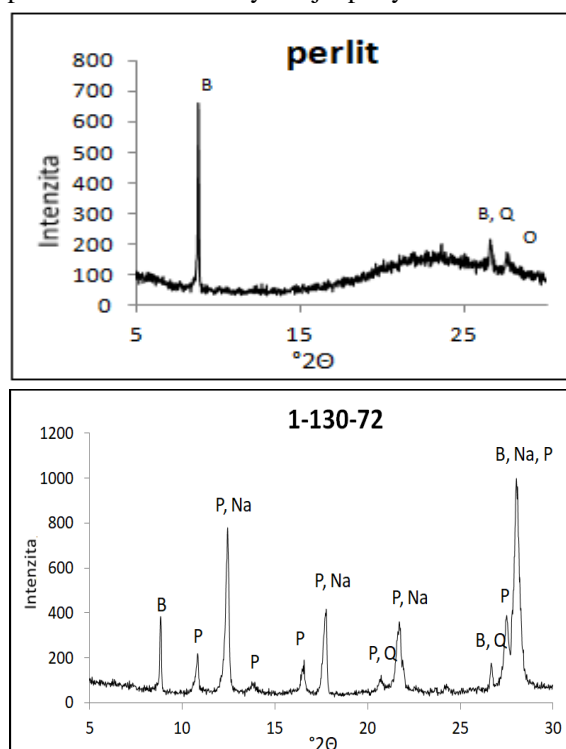 perlit
800
700
600
500
400
300
200
100
0
Intenzita
B
B, Q
O
5
15
25
°2Θ
1-130-72
1200
1000
800
600
400
200
0
Intenzita
B
P
P, Na
P
P
P, Na
P, Q
P, Na
B, Q
P
B, Na, P
5
10
15
20
25
30
°2Θ